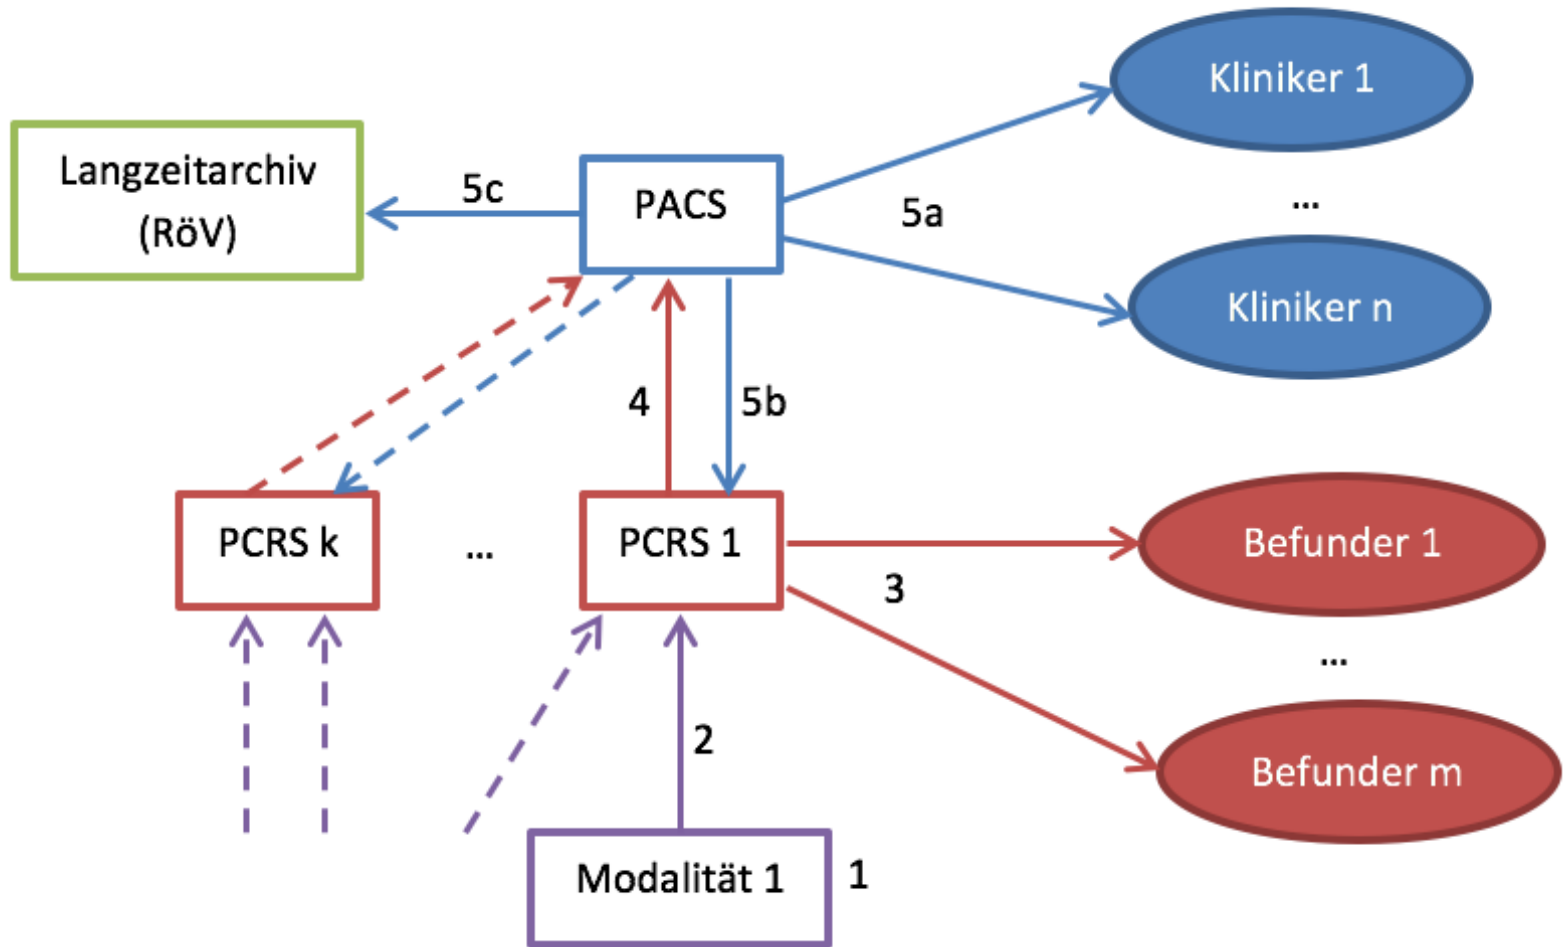 Kliniker 1
Langzeitarchiv
(RöV)
5c
PACS
5a
...
Kliniker n
4
5b
PCRS k
...
PCRS 1
Befunder 1
3
...
2
Befunder m
Modalität 1
1